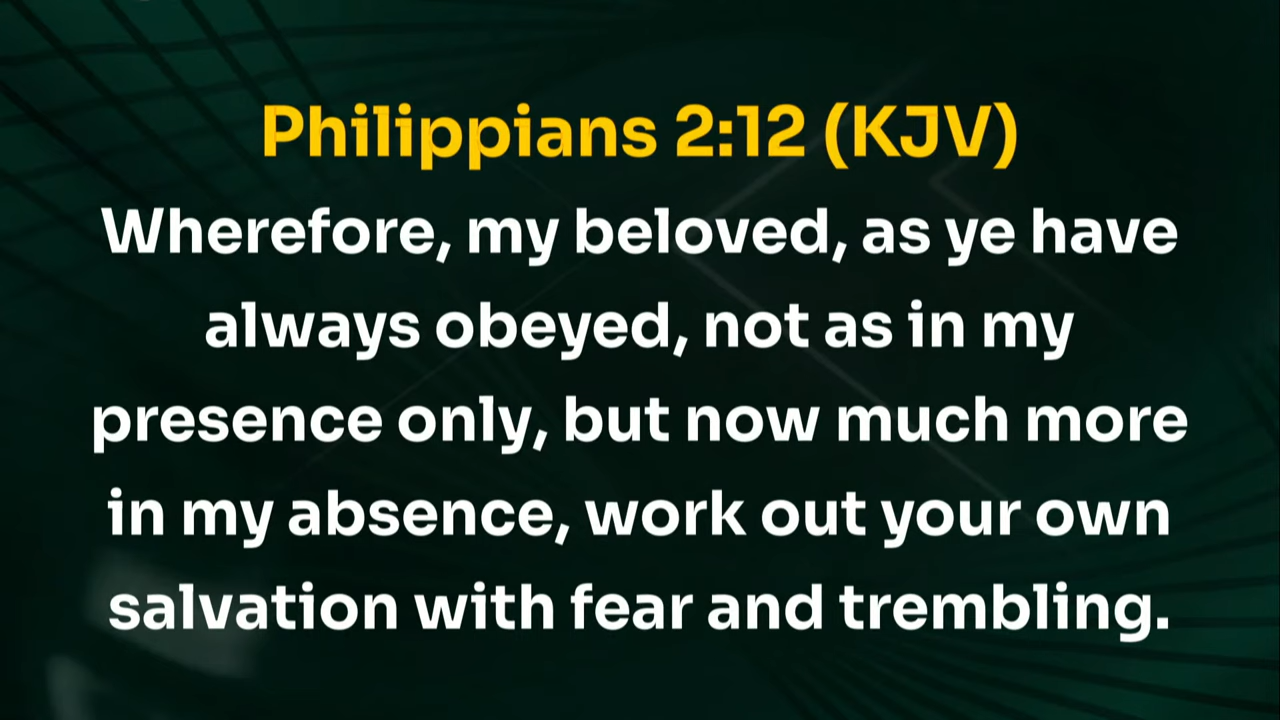 Philippians 2:12 (KJV)
Wherefore, my beloved, as ye have
always obeyed, not as in my
presence only, but now much more
in my absence, work out your own
salvation with fear and trembling.